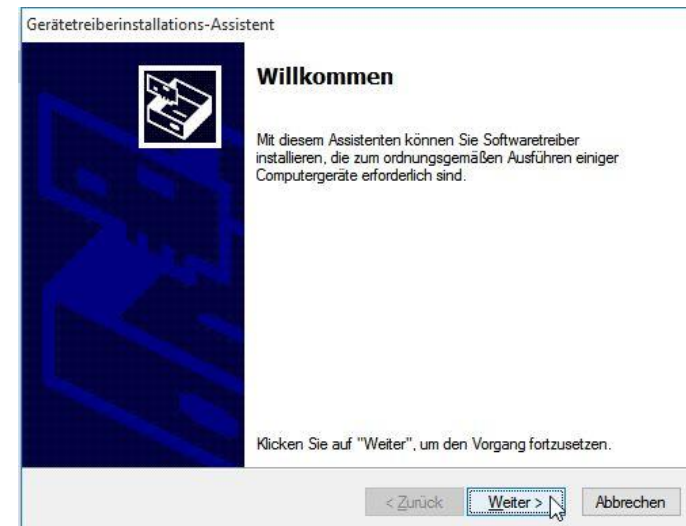 Gerätetreiberinstallations-Assistent
Willkommen
Mit diesem Assistenten können Sie Softwaretreiber
installieren, die zum ordnungsgemäßen Ausführen einiger
Computergeräte erforderlich sind.
Klicken Sie auf "Weiter", um den Vorgang fortzusetzen.
< Zurück Weiter > Abbrechen